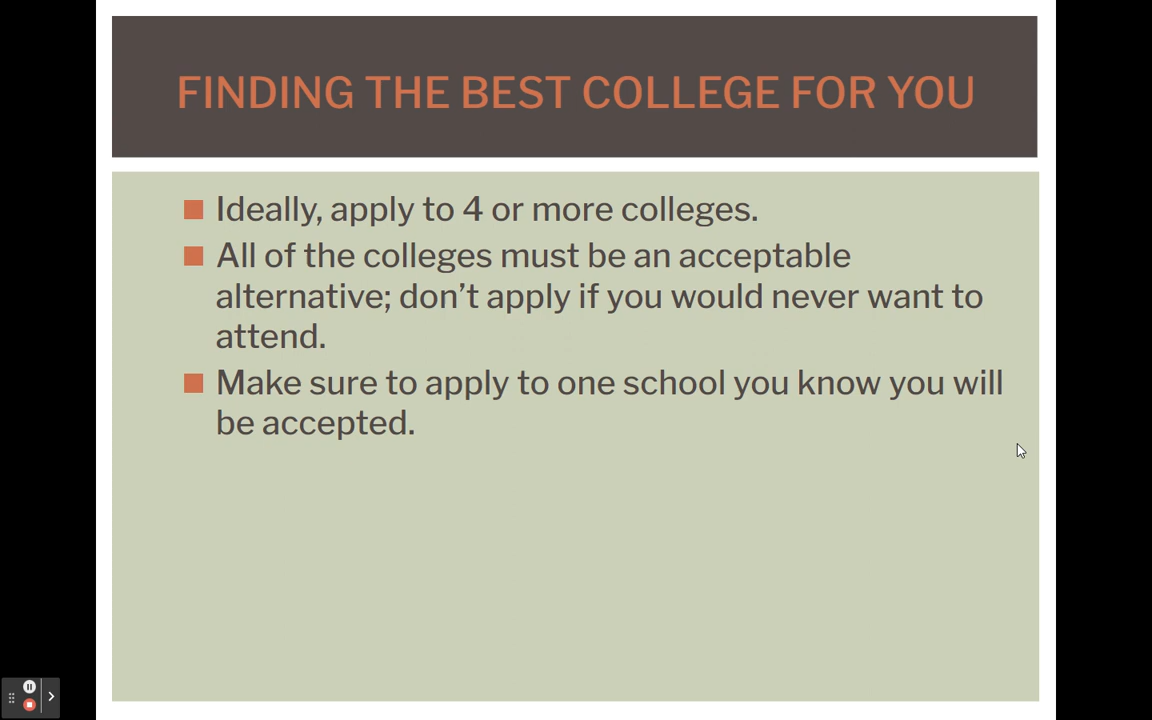 FINDING THE BEST COLLEGE FOR YOU
Ideally, apply to 4 or more colleges.
All of the colleges must be an acceptable
alternative; don’t apply if you would never want to
attend.
Make sure to apply to one school you know you will
be accepted.